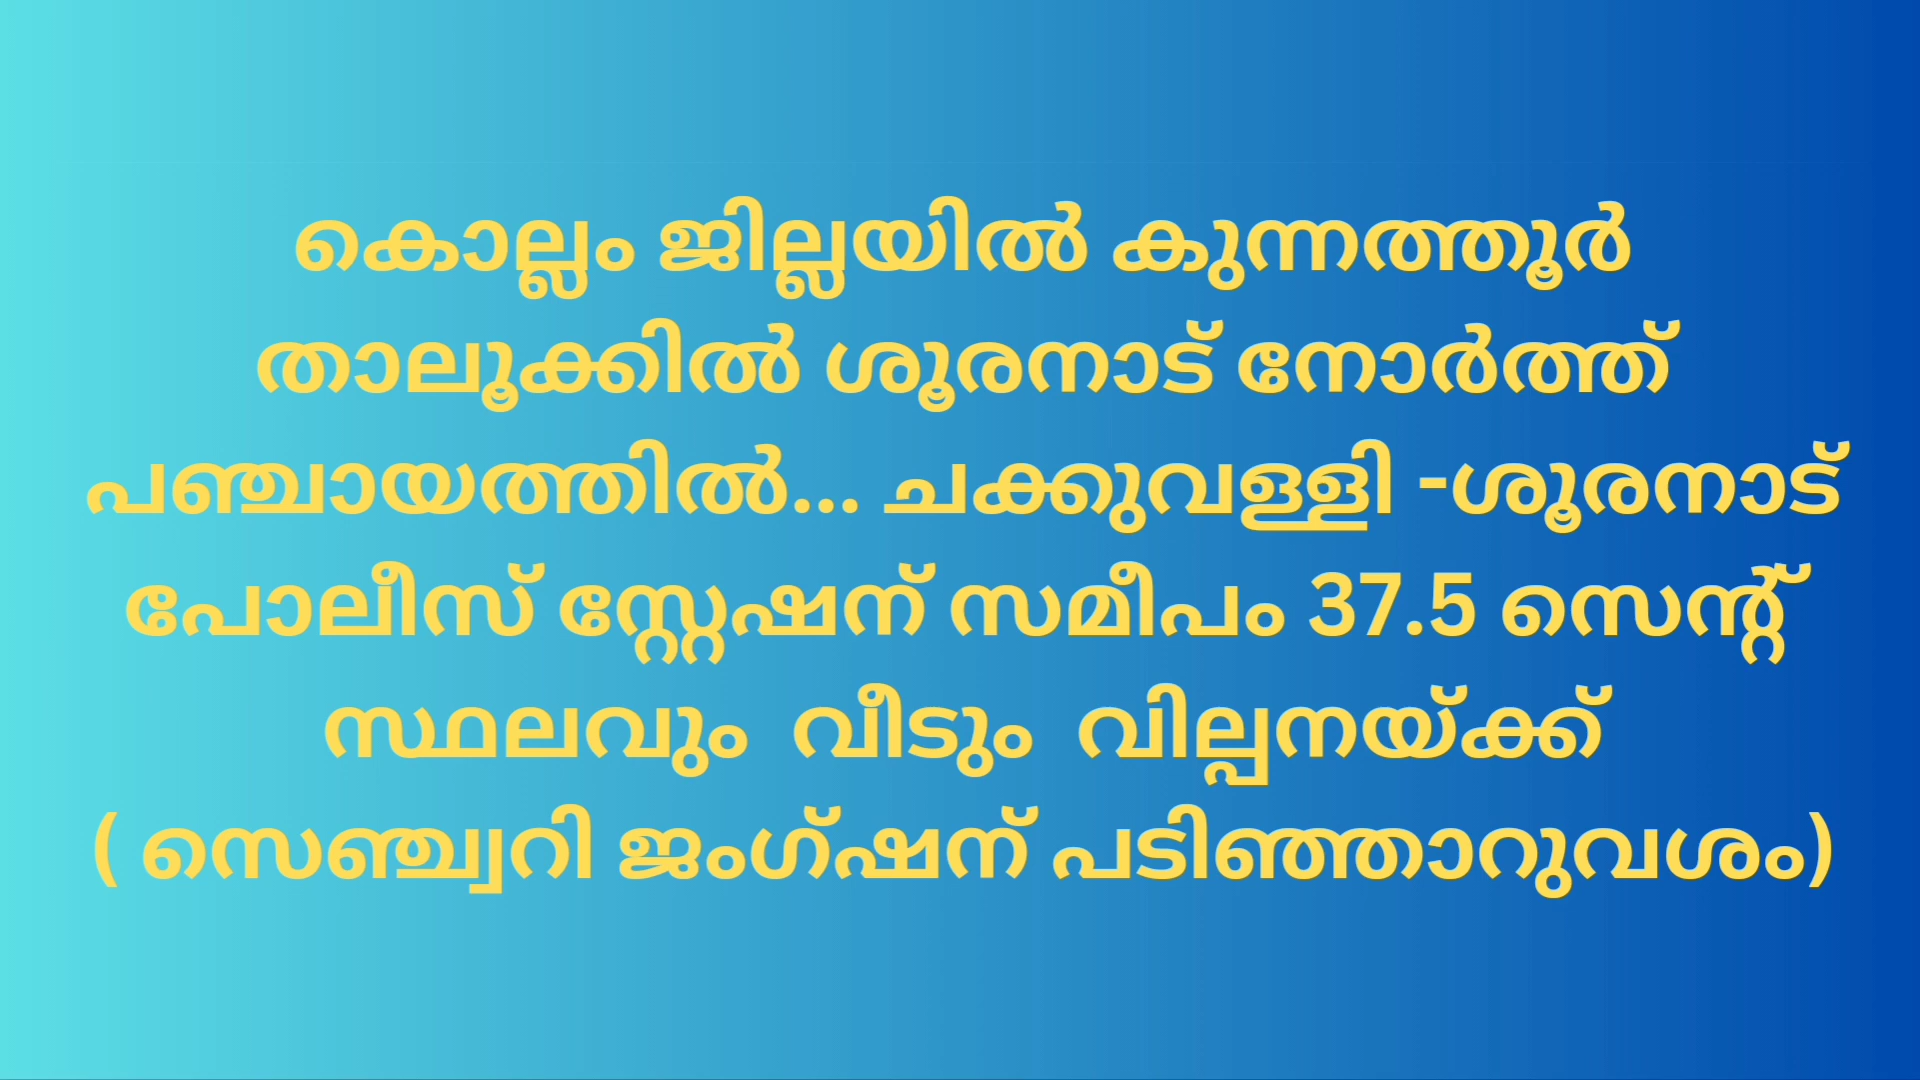 കൊല്ലം ജില്ലയിൽ കുന്നത്തൂർ
താലൂക്കിൽ ശൂരനാട് നോർത്ത്
പഞ്ചായത്തിൽ... ചക്കുവള്ളി -ശൂരനാട്
പോലീസ് സ്റ്റേഷന് സമീപം 37.5 സെന്റ്
സ്ഥലവും വീടും വില്പനയ്ക്ക്
( സെഞ്ച്വറി ജംഗ്ഷന് പടിഞ്ഞാറുവശം)